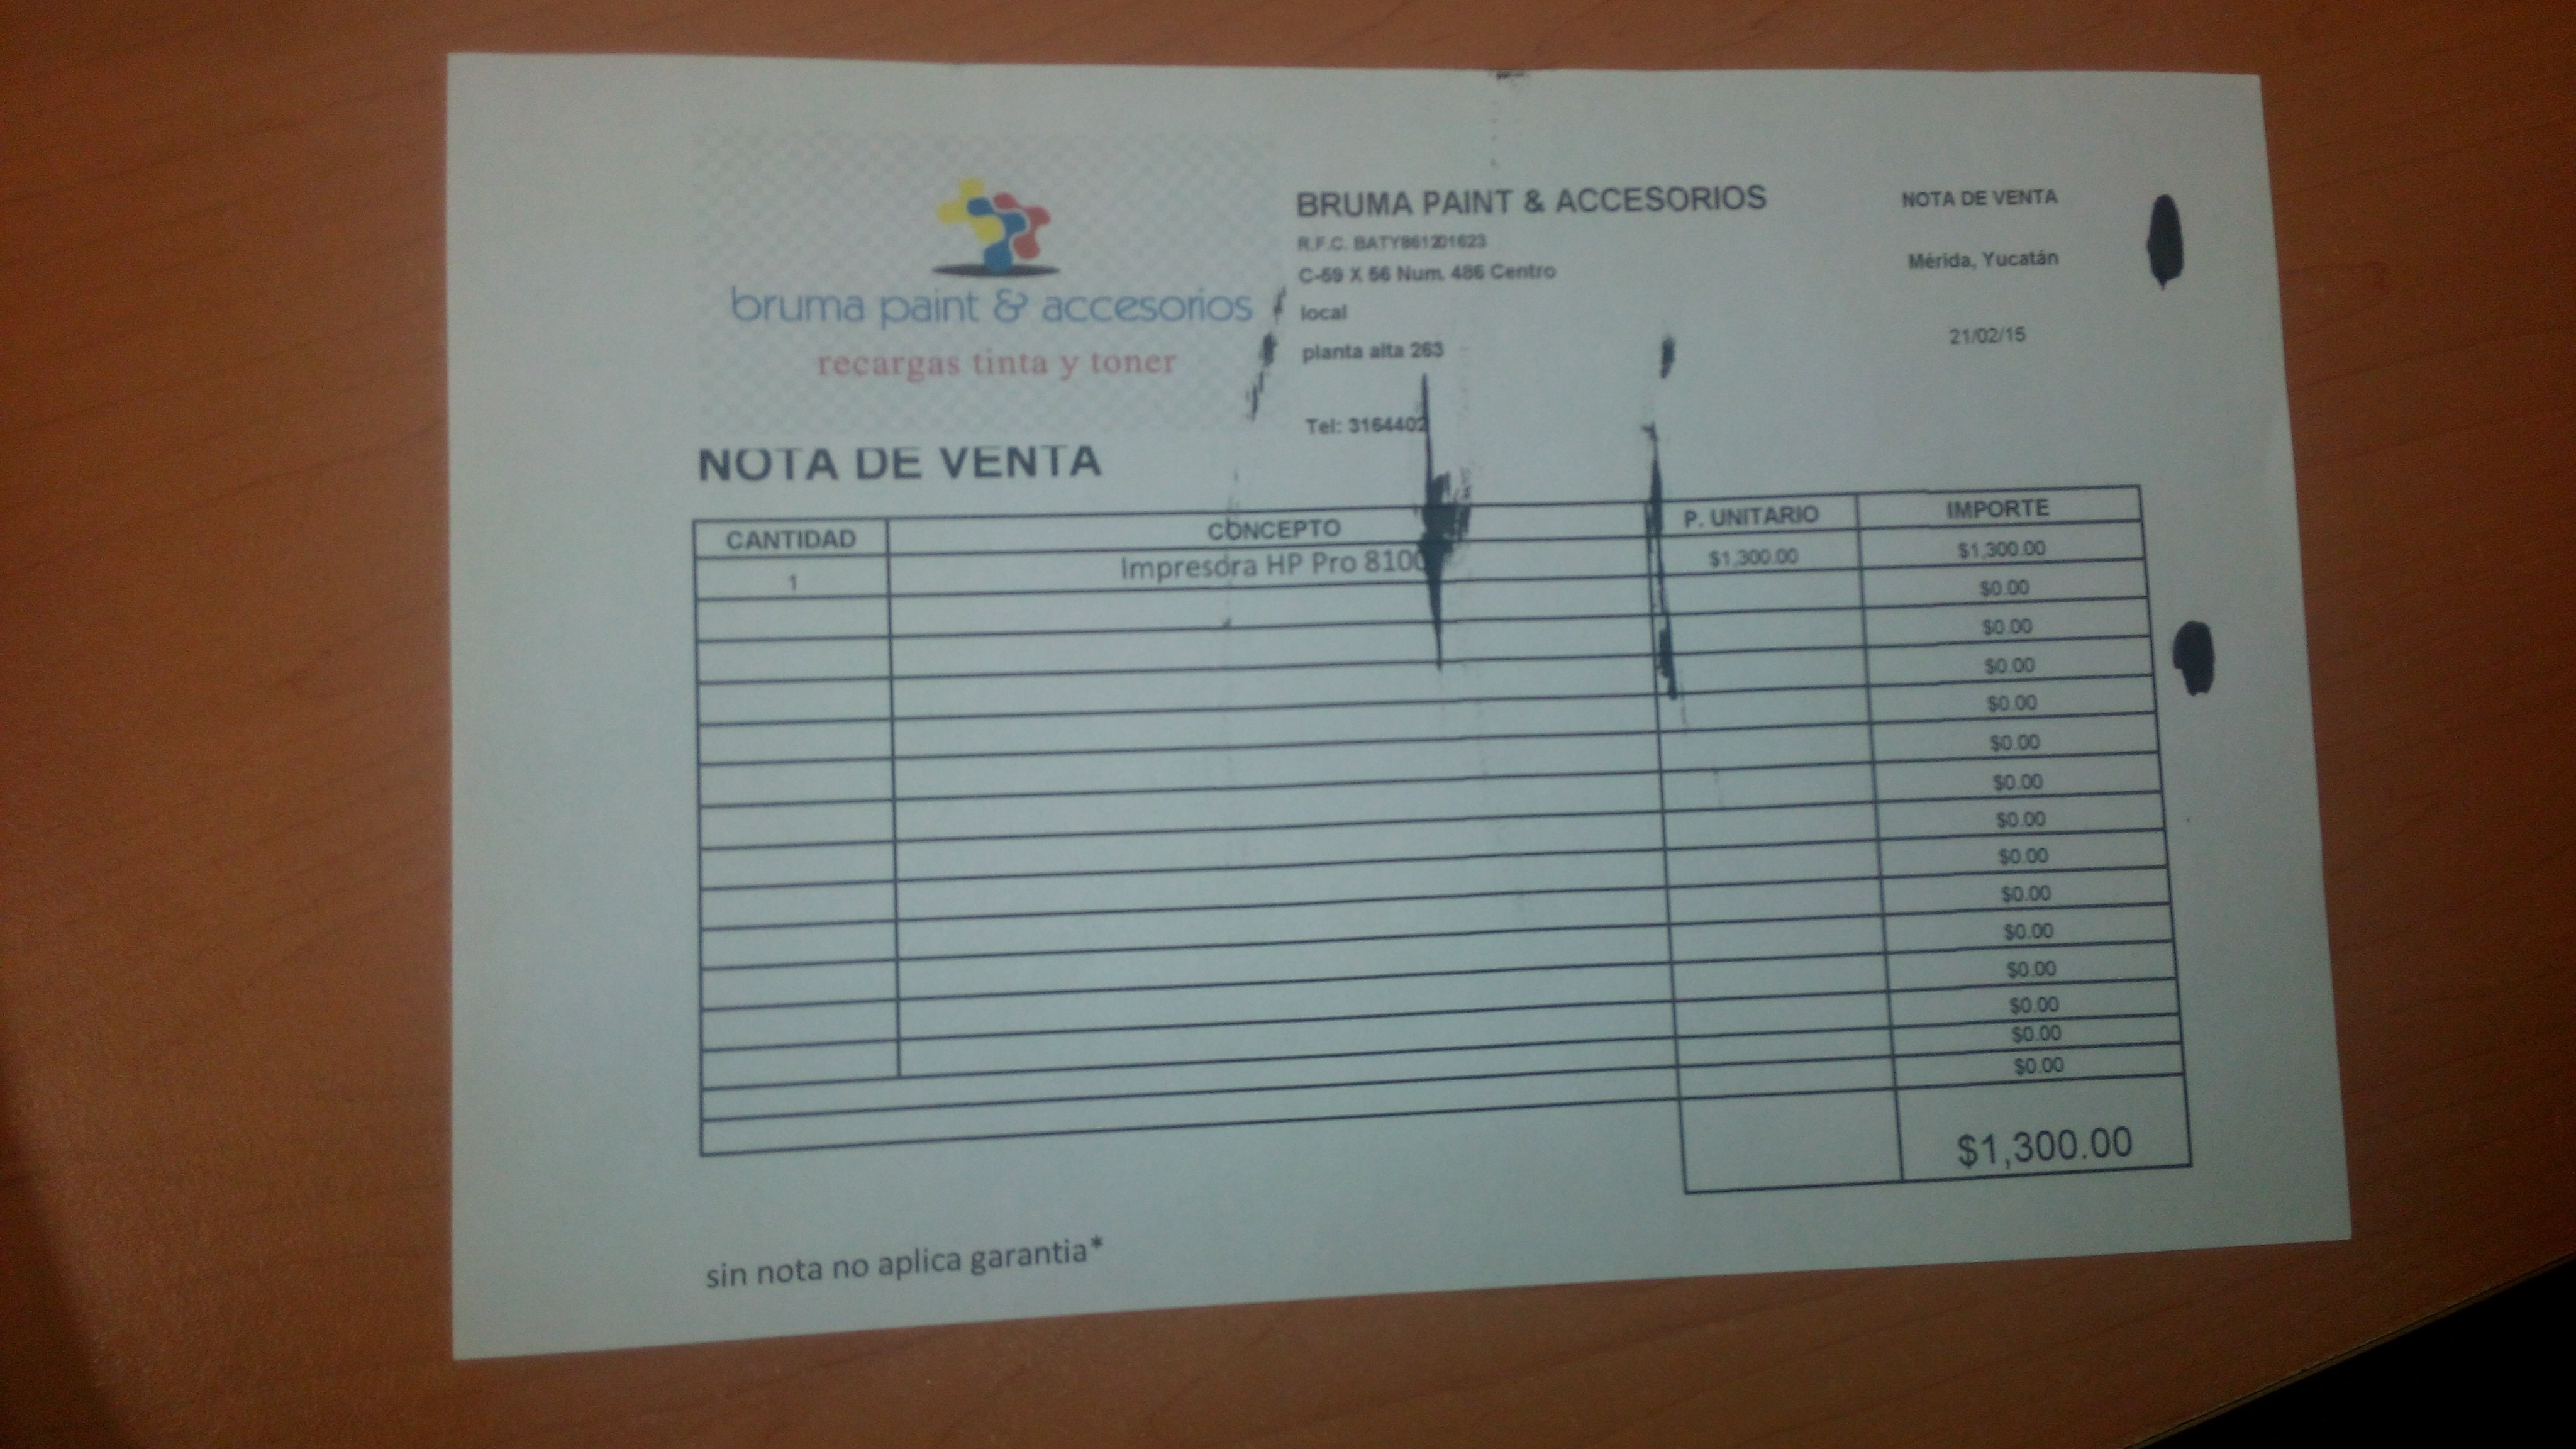 bruma paint & accesorios
recargas tinta y toner
BRUMA PAINT & ACCESORIOS
R.F.C. BATY861201623
C-59 X 56 Num. 486 Centro
local
planta alta 263
Tel: 3164402
NOTA DE VENTA
Mérida, Yucatán
21/02/15
NOTA DE VENTA
CANTIDAD CONCEPTO P. UNITARIO IMPORTE
1 Impresora HP Pro 8100 $1,300.00 $1,300.00
$0.00
$0.00
$0.00
$0.00
$0.00
$0.00
$0.00
$0.00
$0.00
$0.00
$0.00
$0.00
$0.00
$0.00
$1,300.00
sin nota no aplica garantia*